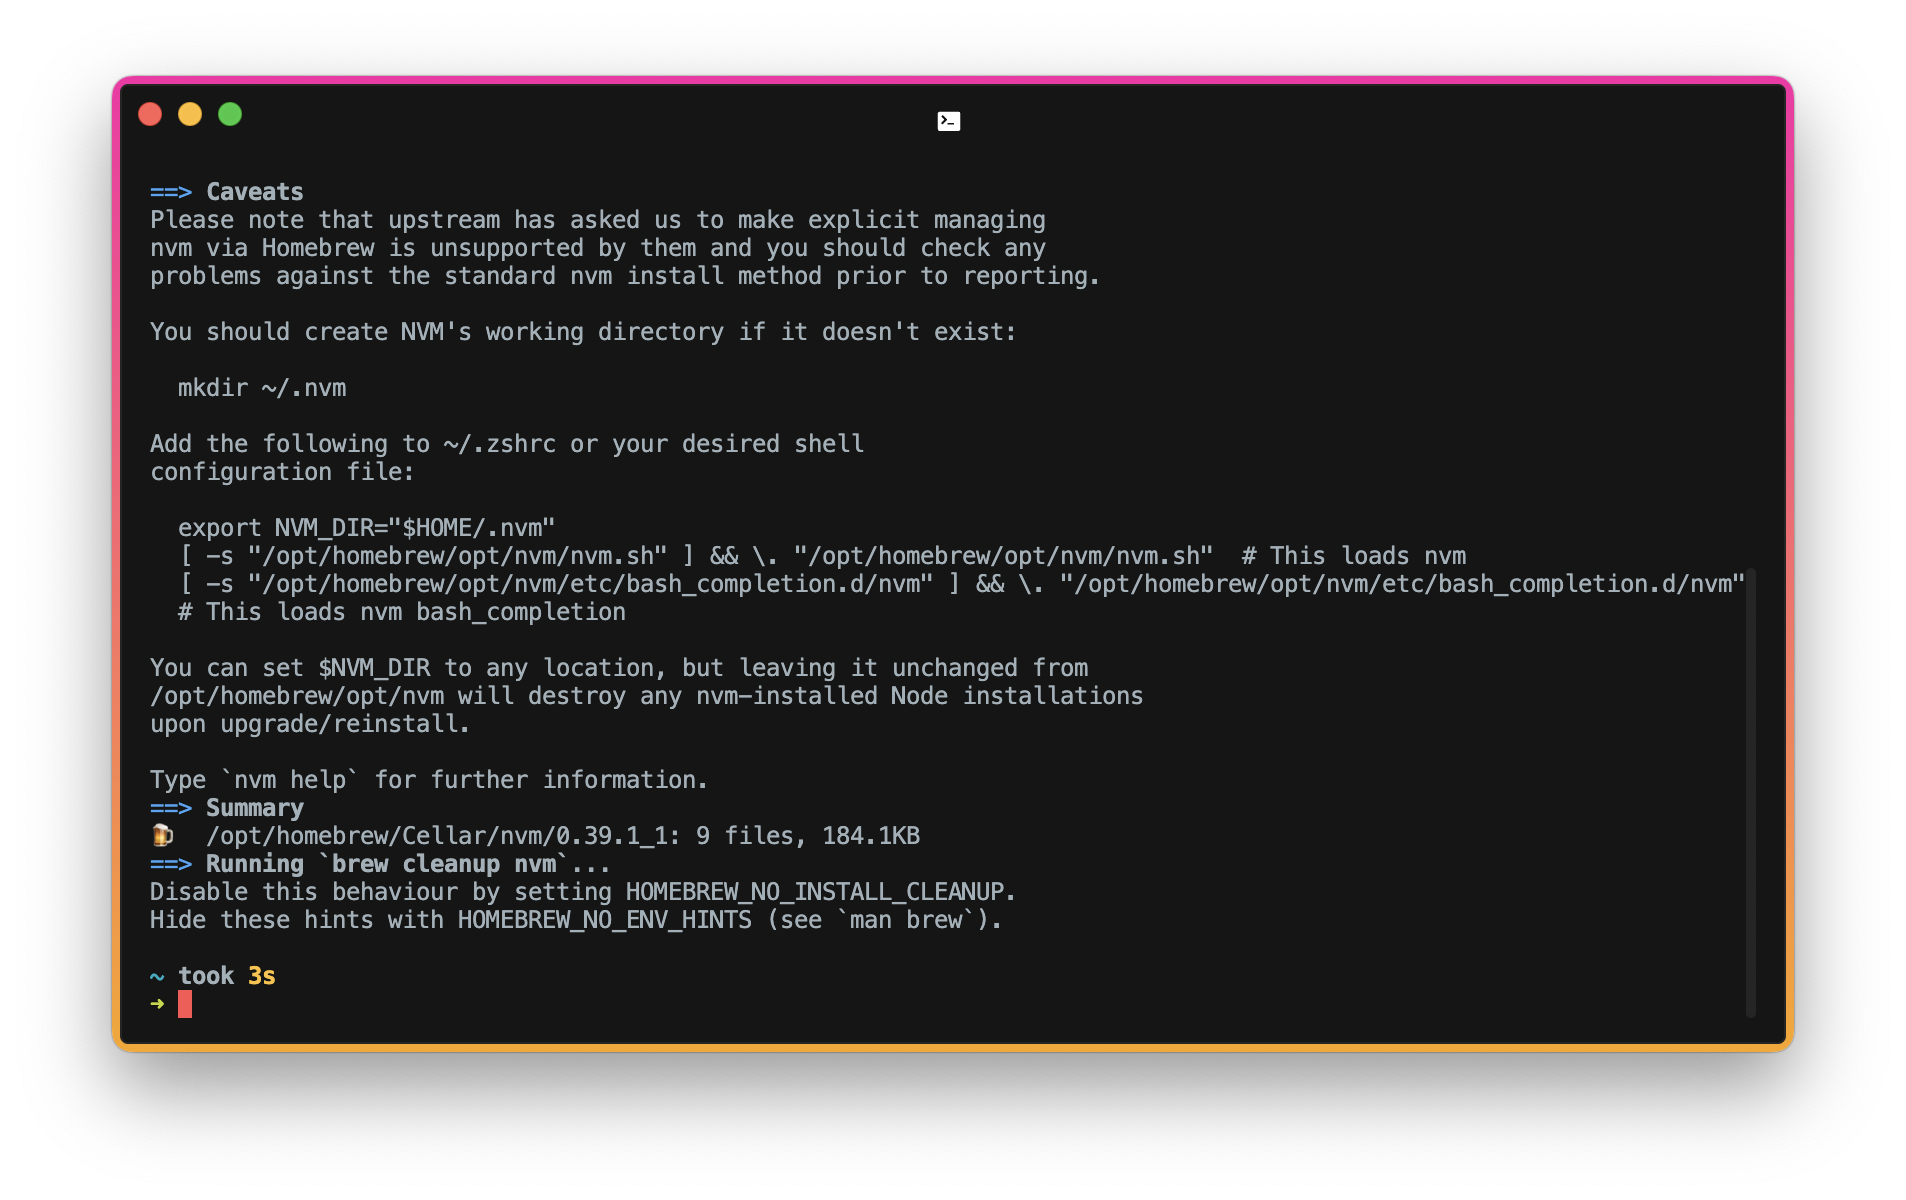 ==> Caveats
Please note that upstream has asked us to make explicit managing
nvm via Homebrew is unsupported by them and you should check any
problems against the standard nvm install method prior to reporting.
You should create NVM's working directory if it doesn't exist:
mkdir ~/.nvm
Add the following to ~/.zshrc or your desired shell
configuration file:
export NVM_DIR="$HOME/.nvm"
[ -s "/opt/homebrew/opt/nvm/nvm.sh" ] && \. "/opt/homebrew/opt/nvm/nvm.sh"  # This loads nvm
[ -s "/opt/homebrew/opt/nvm/etc/bash_completion.d/nvm" ] && \. "/opt/homebrew/opt/nvm/etc/bash_completion.d/nvm"
# This loads nvm bash_completion
You can set $NVM_DIR to any location, but leaving it unchanged from
/opt/homebrew/opt/nvm will destroy any nvm-installed Node installations
upon upgrade/reinstall.
Type `nvm help` for further information.
==> Summary
🍺  /opt/homebrew/Cellar/nvm/0.39.1_1: 9 files, 184.1KB
==> Running `brew cleanup nvm`...
Disable this behaviour by setting HOMEBREW_NO_INSTALL_CLEANUP.
Hide these hints with HOMEBREW_NO_ENV_HINTS (see `man brew`).
~ took 3s
➜